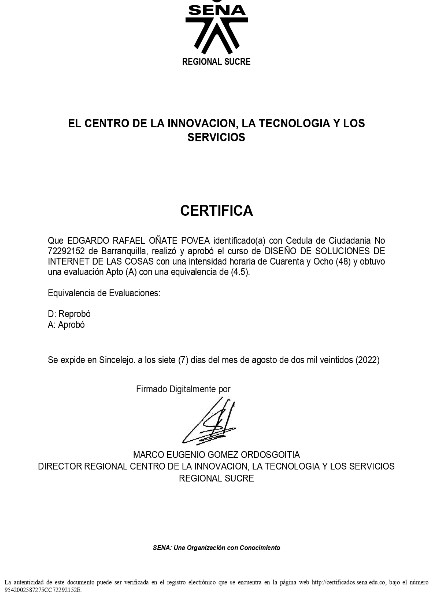 SENA
REGIONAL SUCRE
EL CENTRO DE LA INNOVACION, LA TECNOLOGIA Y LOS
SERVICIOS
CERTIFICA
Que EDGARDO RAFAEL OÑATE POVEA identificado(a) con Cedula de Ciudadania No
72292152 de Barranquilla, realizó y aprobó el curso de DISEÑO DE SOLUCIONES DE
INTERNET DE LAS COSAS con una intensidad horaria de Cuarenta y Ocho (48) y obtuvo
una evaluación Apto (A) con una equivalencia de (4.5).
Equivalencia de Evaluaciones:
D: Reprobó
A: Aprobó
Se expide en Sincelejo, a los siete (7) dias del mes de agosto de dos mil veintidos (2022)
Firmado Digitalmente por
MARCO EUGENIO GOMEZ ORDOSGOITIA
DIRECTOR REGIONAL CENTRO DE LA INNOVACION, LA TECNOLOGIA Y LOS SERVICIOS
REGIONAL SUCRE
SENA: Una Organización con Conocimiento
La autenticidad de este documento puede ser verificada en el registro electrónico que se encuentra en la página web http://certificados.sena.edu.co, bajo el número